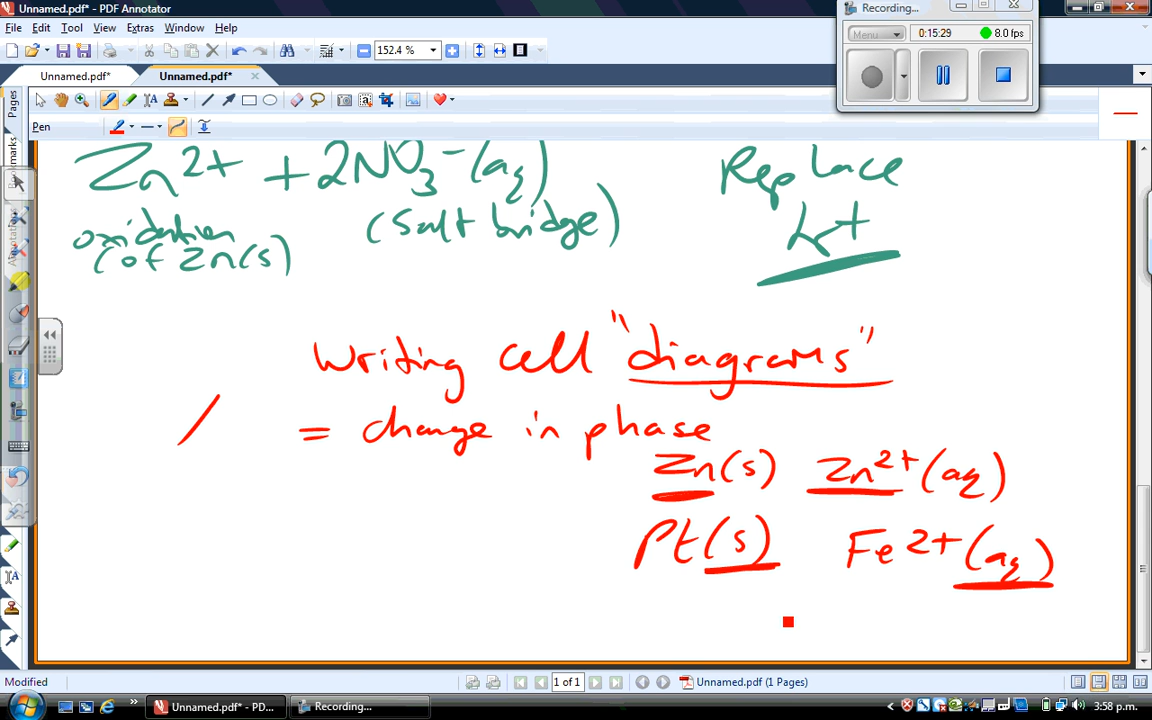 Unnamed.pdf* - PDF Annotator
Recording...
File Edit Tool View Extras Window Help
Menu 0:15:29 8.0 fps
152.4 %
Unnamed.pdf* Unnamed.pdf*
Pen
Pages
Bookmarks
Zn2+ + 2NO3-(aq)
Replace
oxidation
(of Zn(s)
(Salt bridge)
Writing cell "diagrams"
/ = change in phase
Zn(s) Zn2+(aq)
Pt(s) Fe2+(aq)
Modified
1 of 1
Unnamed.pdf (1 Pages)
Unnamed.pdf* - PD...
Recording...
3:58 p.m.